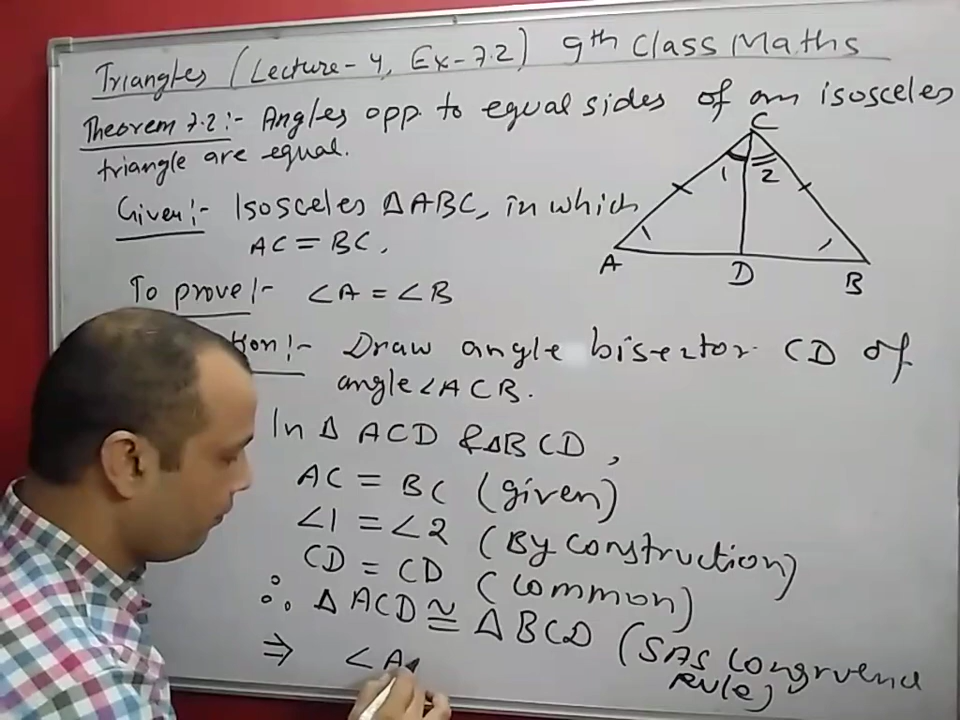 Triangles (Lecture-4, Ex-7.2) 9th Class Maths
Theorem 7.2:- Angles opp to equal sides of an isosceles
triangle are equal.
Given:- Isosceles ΔABC, in which
AC = BC.
To prove:- ∠A = ∠B
tion:- Draw angle bisector CD of
angle ∠ACB.
In Δ ACD & ΔBCD,
AC = BC (given)
∠1 = ∠2 (By construction)
CD = CD (common)
∴ Δ ACD ≅ Δ BCD (SAS Congruence
Rule)
⇒ ∠A
C
1 2
A D B